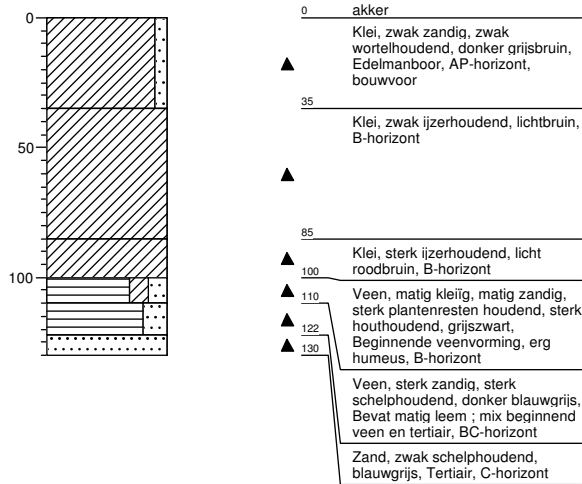 0
50
100
0 akker
Klei, zwak zandig, zwak
wortelhoudend, donker grijsbruin,
Edelmanboor, AP-horizont,
bouwvoor
35
Klei, zwak ijzerhoudend, lichtbruin,
B-horizont
85
Klei, sterk ijzerhoudend, licht
roodbruin, B-horizont
100
Veen, matig kleiïg, matig zandig,
sterk plantenresten houdend, sterk
houthoudend, grijszwart,
Beginnende veenvorming, erg
humeus, B-horizont
110
Veen, sterk zandig, sterk
schelphoudend, donker blauwgrijs,
Bevat matig leem ; mix beginnend
veen en tertiair, BC-horizont
122
Zand, zwak schelphoudend,
blauwgrijs, Tertiair, C-horizont
130